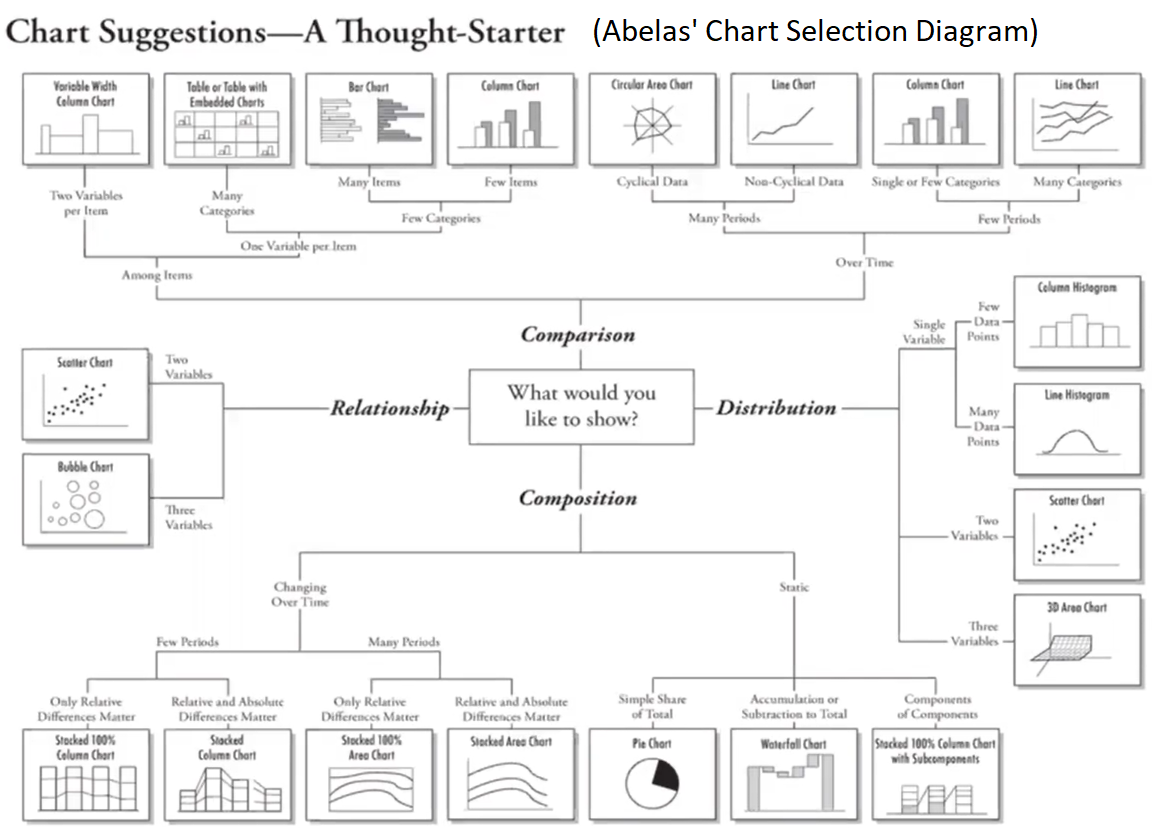 Chart Suggestions—A Thought-Starter (Abelas' Chart Selection Diagram)
Variable Width
Column Chart
Table or Table with
Embedded Charts
Bar Chart
Column Chart
Circular Area Chart
Line Chart
Column Chart
Line Chart
Two Variables
per Item
Many
Categories
Many Items
Few Items
Cyclical Data
Non-Cyclical Data
Single or Few Categories
Many Categories
Few Categories
Many Periods
Few Periods
One Variable per Item
Among Items
Over Time
Comparison
What would you
like to show?
Relationship
Two
Variables
Scatter Chart
Three
Variables
Bubble Chart
Distribution
Single
Variable
Few
Data
Points
Column Histogram
Many
Data
Points
Line Histogram
Two
Variables
Scatter Chart
Three
Variables
3D Area Chart
Composition
Changing
Over Time
Static
Few Periods
Many Periods
Only Relative
Differences Matter
Relative and Absolute
Differences Matter
Only Relative
Differences Matter
Relative and Absolute
Differences Matter
Simple Share
of Total
Accumulation or
Subtraction to Total
Components
of Components
Stacked 100%
Column Chart
Stacked
Column Chart
Stacked 100%
Area Chart
Stacked Area Chart
Pie Chart
Waterfall Chart
Stacked 100% Column Chart
with Subcomponents